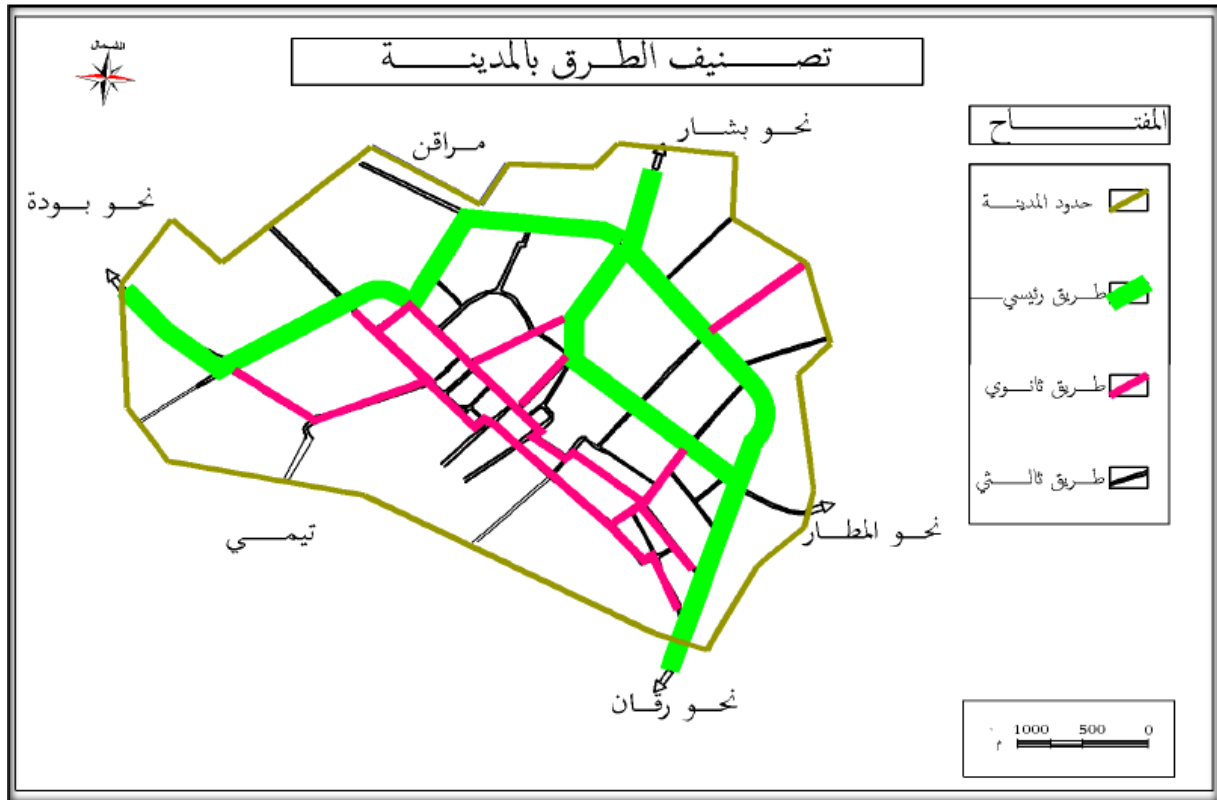 الشمال
تصنيف الطرق بالمدينة
المفتاح
نحو بشار
مراقن
نحو بودة
حدود المدينة
طريق رئيسي
طريق ثانوي
طريق ثالثي
نحو المطار
تيمي
نحو رقان
1000 500 0
م